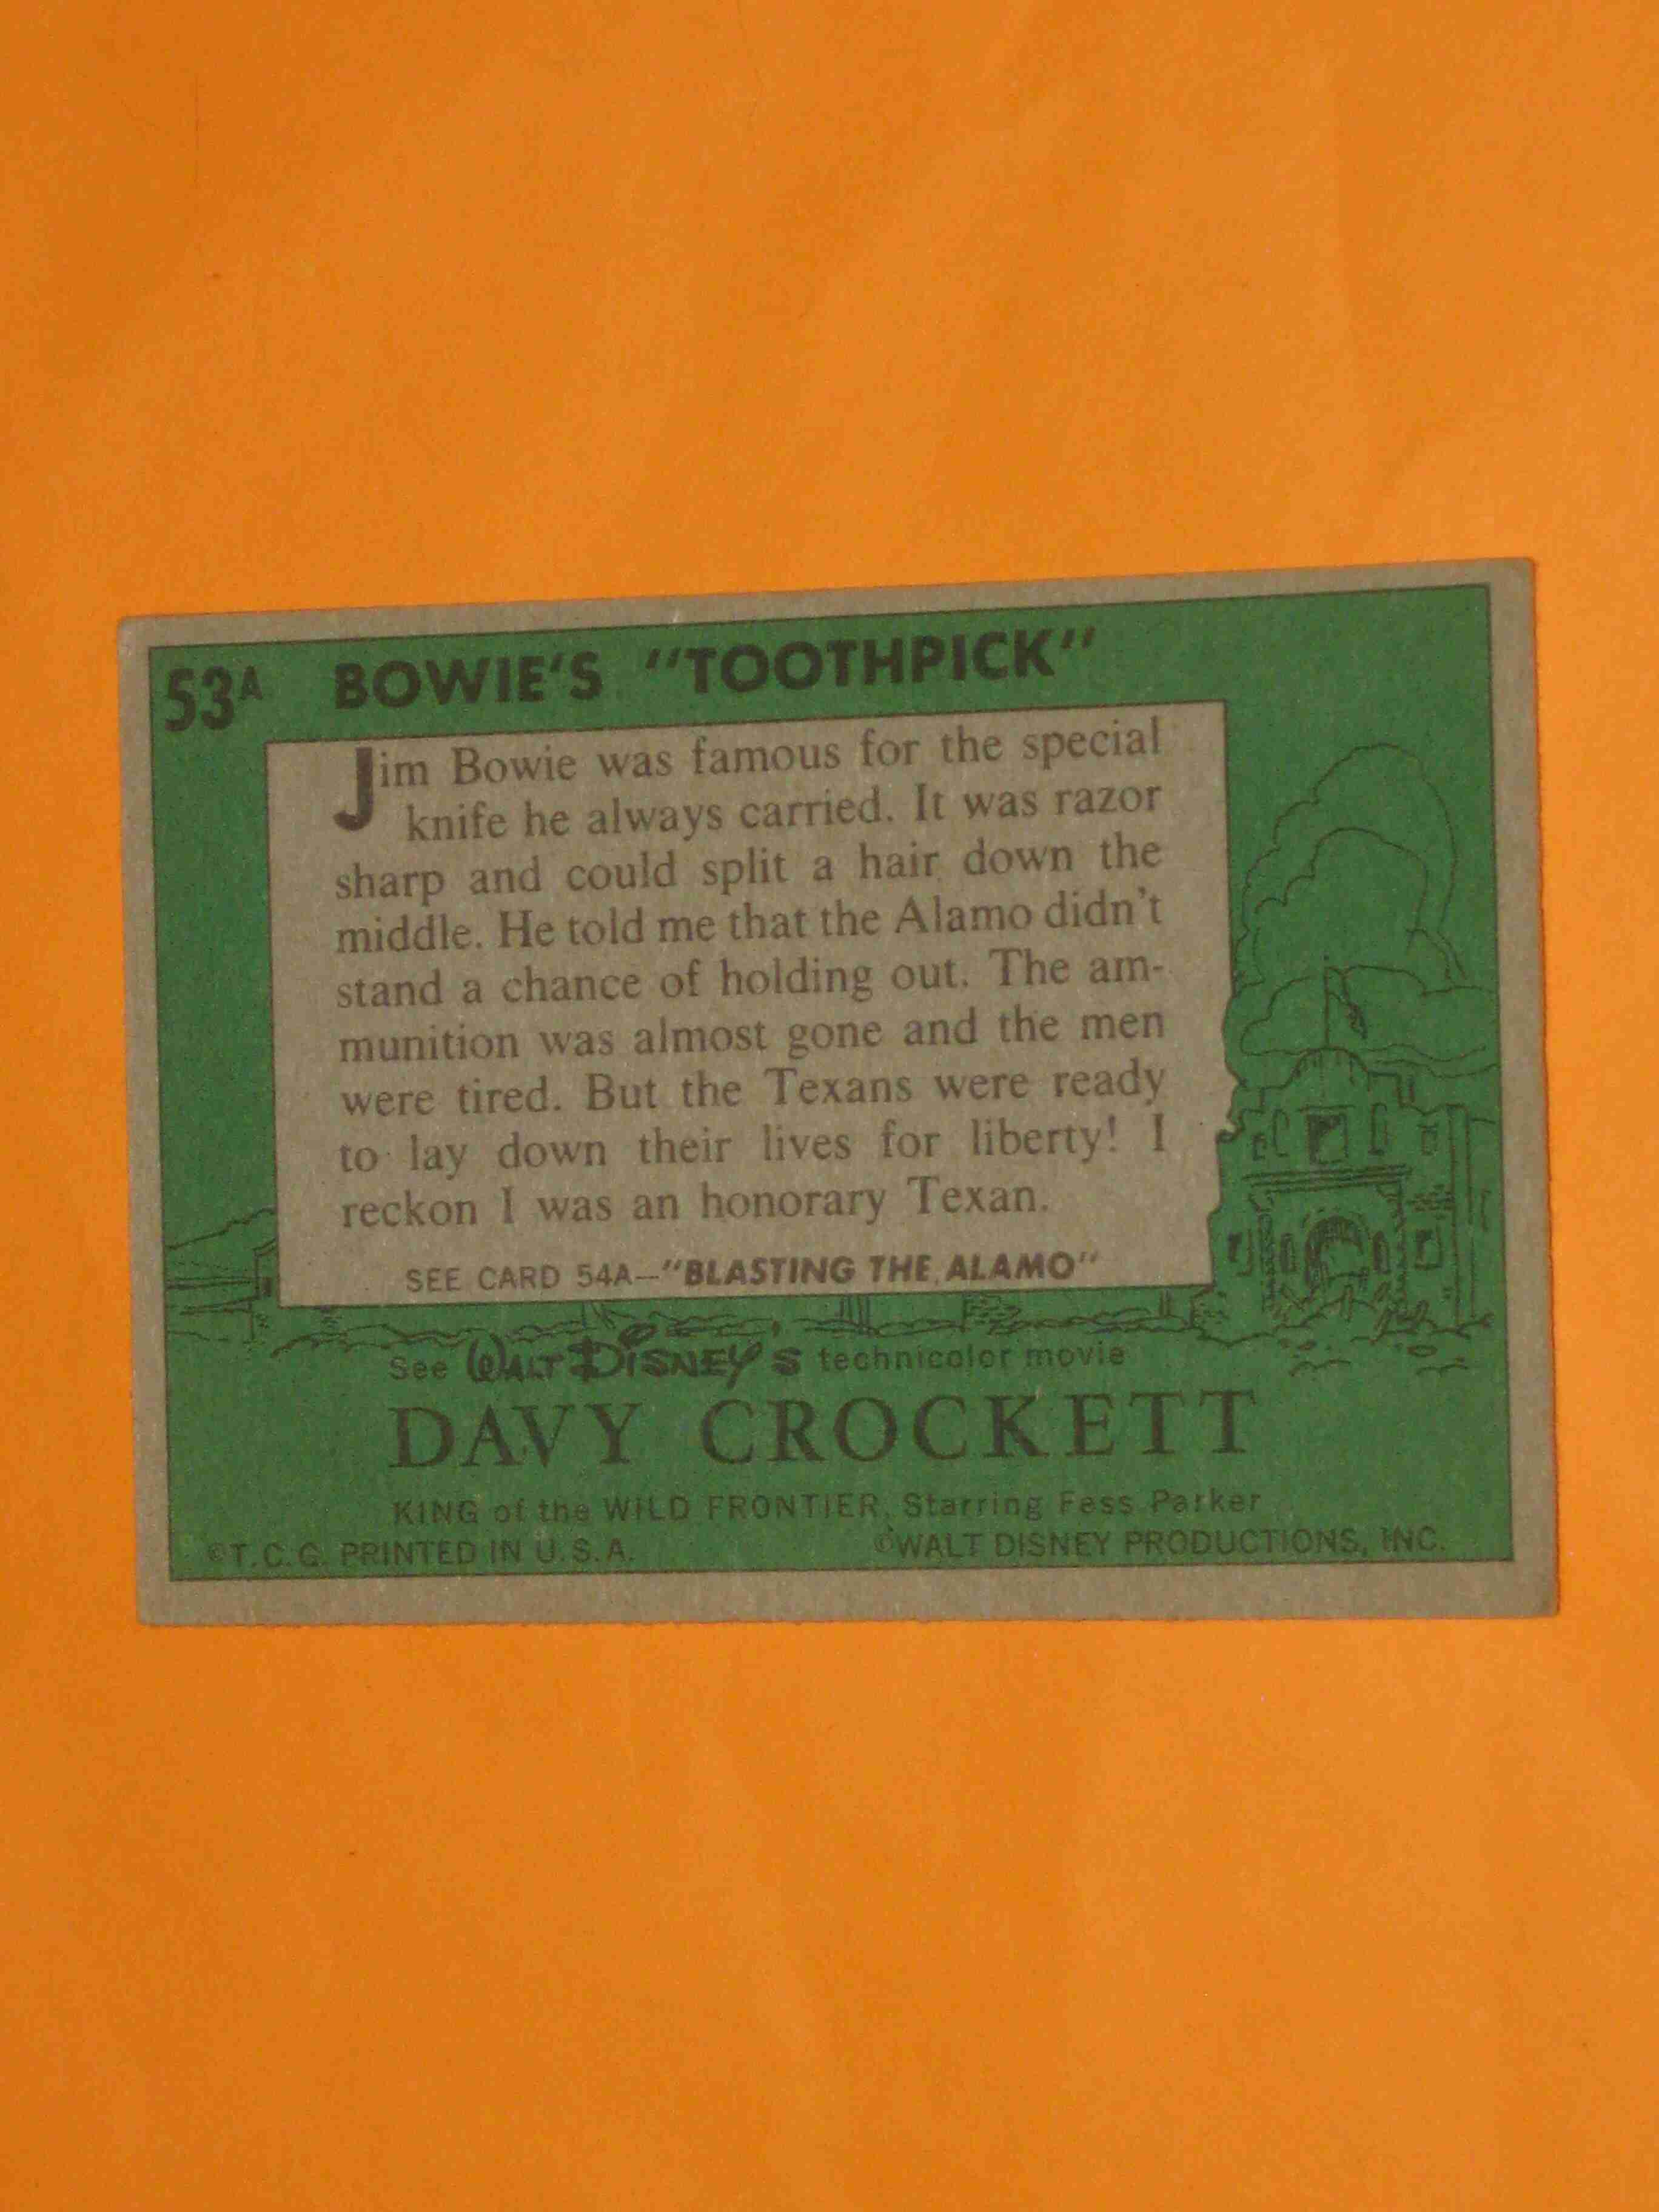 53A BOWIE'S "TOOTHPICK"
Jim Bowie was famous for the special
knife he always carried. It was razor
sharp and could split a hair down the
middle. He told me that the Alamo didn't
stand a chance of holding out. The am-
munition was almost gone and the men
were tired. But the Texans were ready
to lay down their lives for liberty! I
reckon I was an honorary Texan.
SEE CARD 54A—"BLASTING THE ALAMO"
See WALT DISNEY'S technicolor movie
DAVY CROCKETT
KING of the WILD FRONTIER, Starring Fess Parker
©T.C.G. PRINTED IN U.S.A. ©WALT DISNEY PRODUCTIONS, INC.